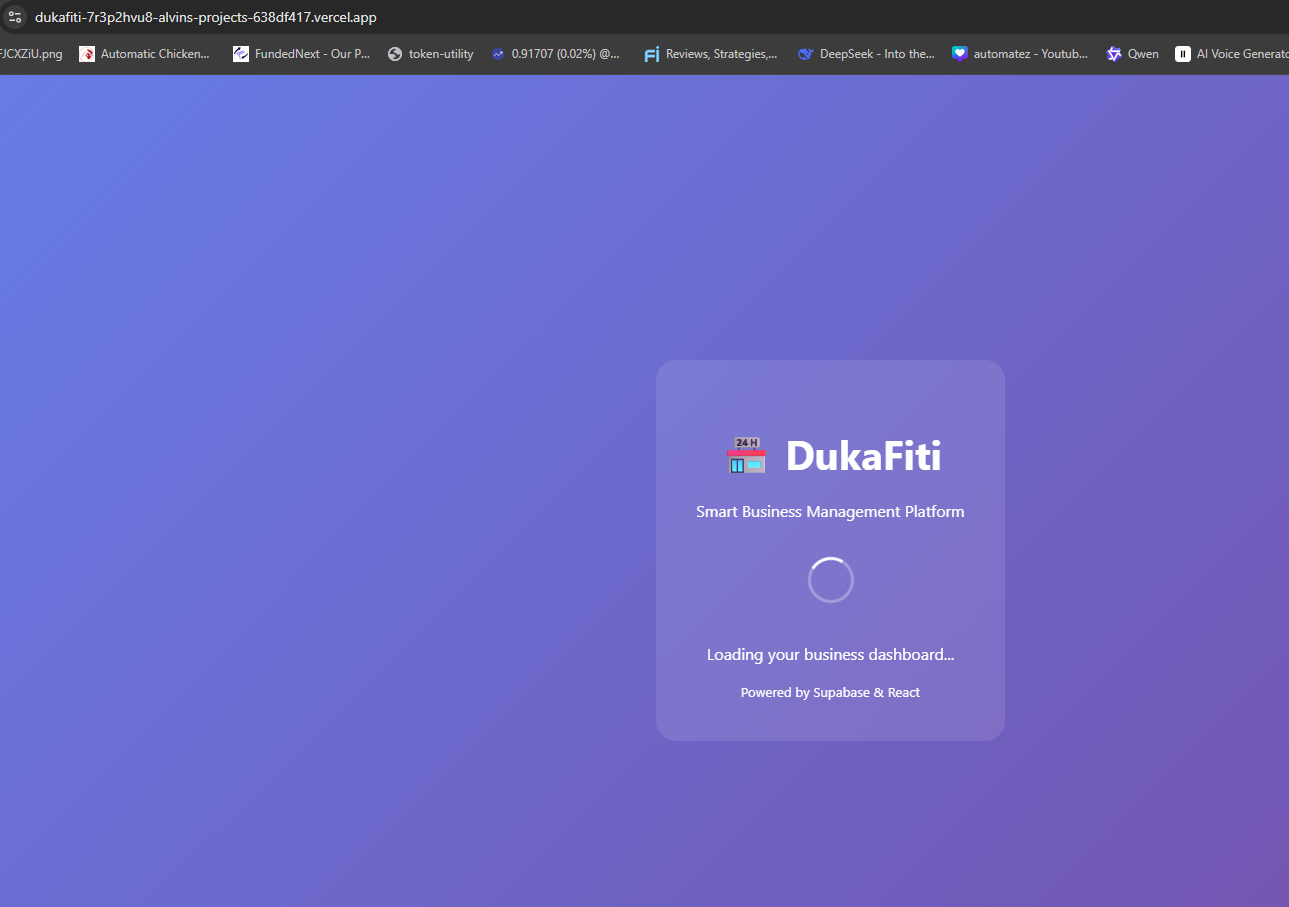 dukafiti-7r3p2hvu8-alvins-projects-638df417.vercel.app
FJCXZiU.png Automatic Chicken... FundedNext - Our P... token-utility 0.91707 (0.02%) @... Reviews, Strategies,... DeepSeek - Into the... automatez - Youtub... Qwen AI Voice Generato
24 H
DukaFiti
Smart Business Management Platform
Loading your business dashboard...
Powered by Supabase & React